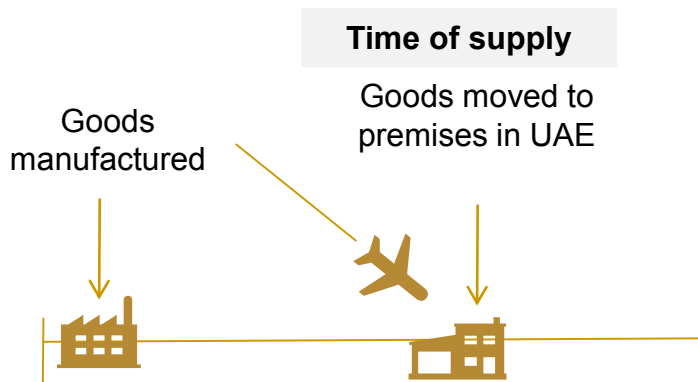 Time of supply
Goods moved to
premises in UAE
Goods
manufactured